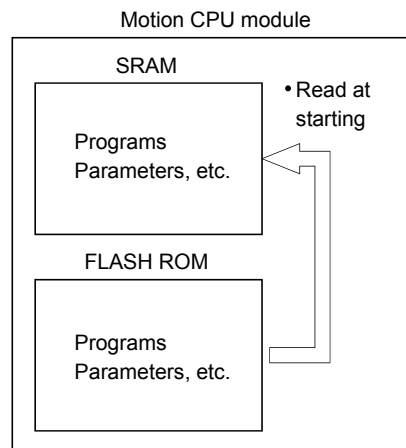 Motion CPU module
SRAM
Programs
Parameters, etc.
• Read at
starting
FLASH ROM
Programs
Parameters, etc.